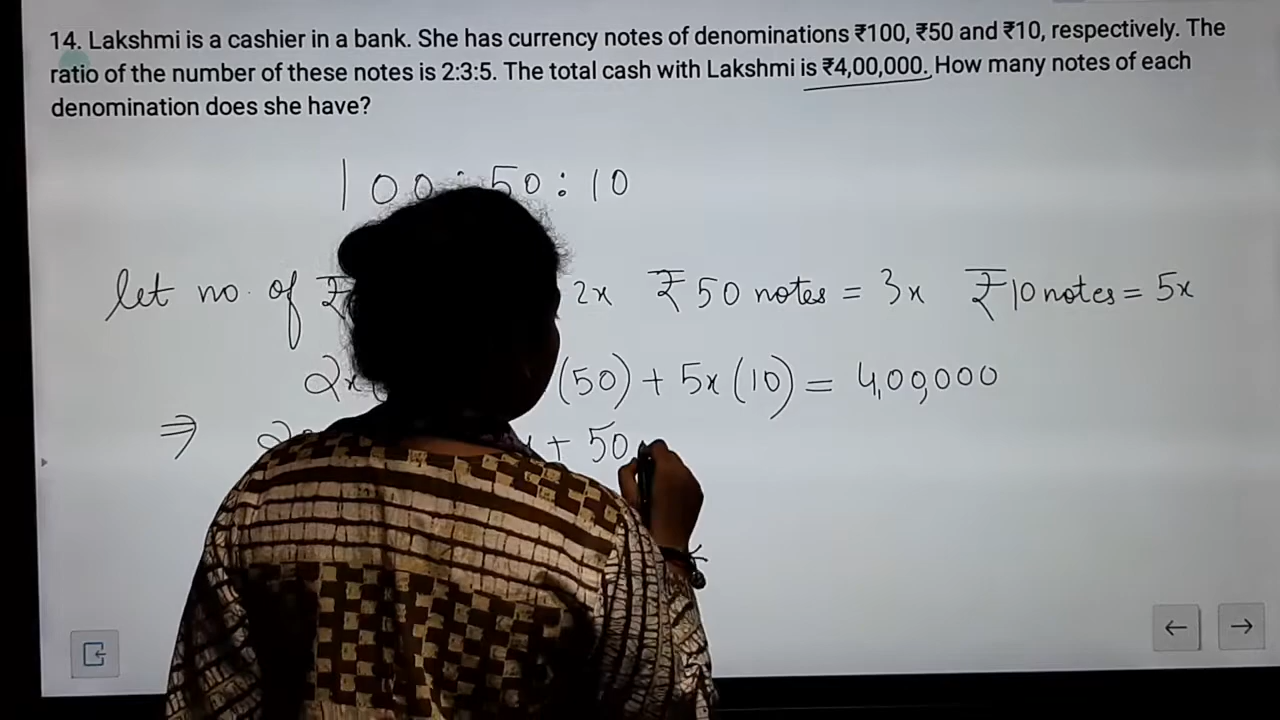 14. Lakshmi is a cashier in a bank. She has currency notes of denominations ₹100, ₹50 and ₹10, respectively. The
ratio of the number of these notes is 2:3:5. The total cash with Lakshmi is ₹4,00,000. How many notes of each
denomination does she have?
100 : 50 : 10
let no. of ₹ 2x ₹50 notes = 3x ₹10 notes = 5x
2x (50) + 5x (10) = 4,00,000
⇒ + 50